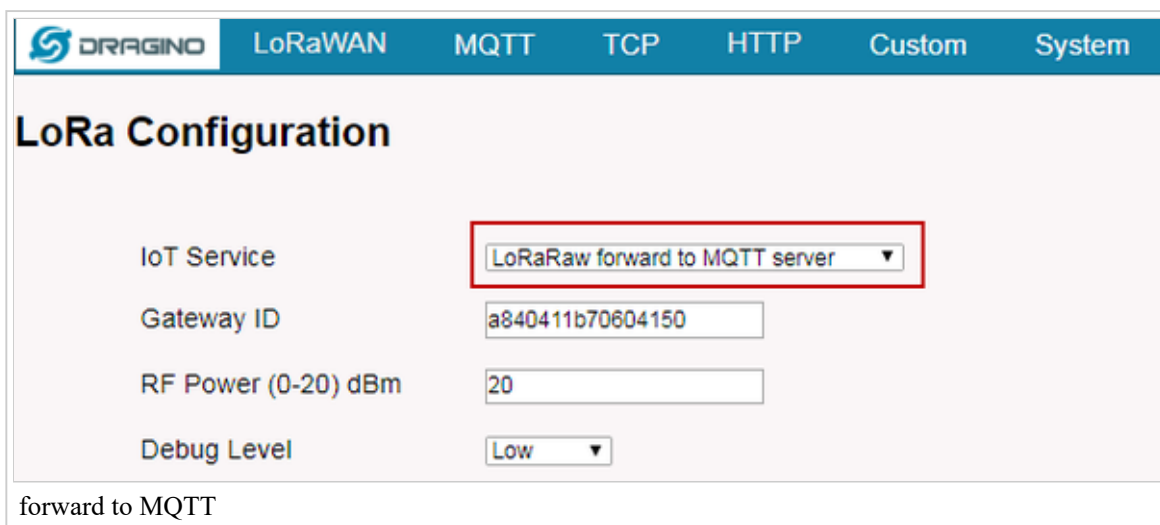 DRAGINO LoRaWAN MQTT TCP HTTP Custom System
LoRa Configuration
IoT Service LoRaRaw forward to MQTT server
Gateway ID a840411b70604150
RF Power (0-20) dBm 20
Debug Level Low
forward to MQTT